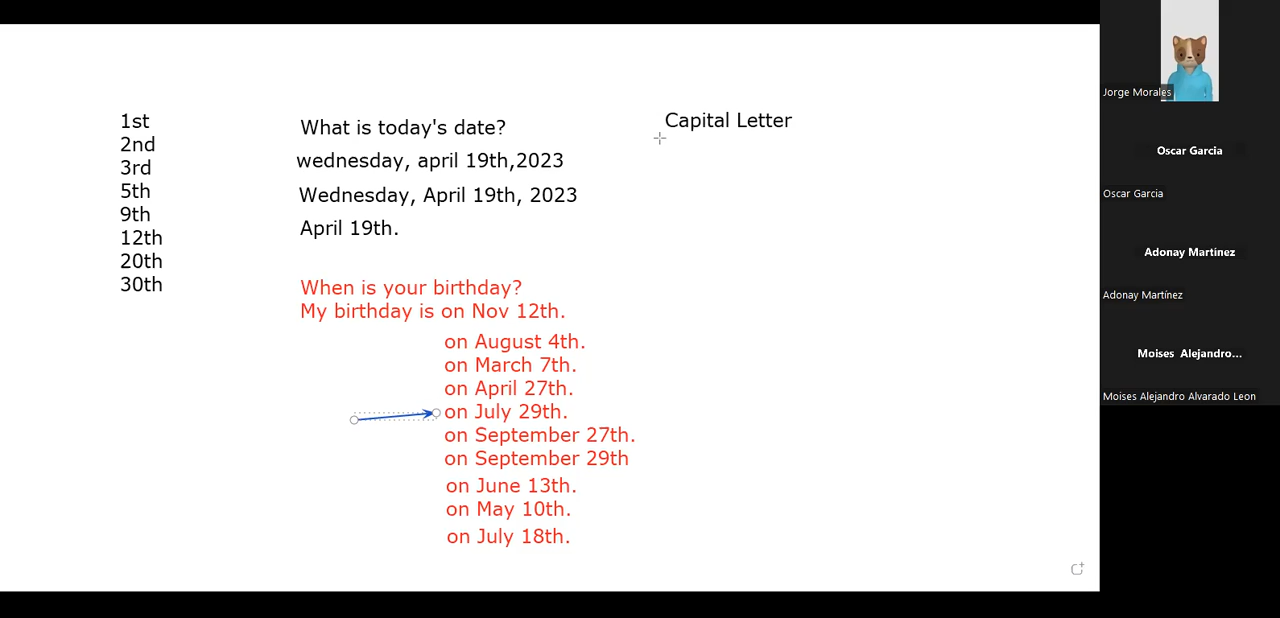 1st
2nd
3rd
5th
9th
12th
20th
30th
What is today's date?
wednesday, april 19th,2023
Wednesday, April 19th, 2023
April 19th.
When is your birthday?
My birthday is on Nov 12th.
on August 4th.
on March 7th.
on April 27th.
on July 29th.
on September 27th.
on September 29th
on June 13th.
on May 10th.
on July 18th.
Capital Letter
Jorge Morales
Oscar Garcia
Oscar Garcia
Adonay Martinez
Adonay Martínez
Moises Alejandro...
Moises Alejandro Alvarado Leon